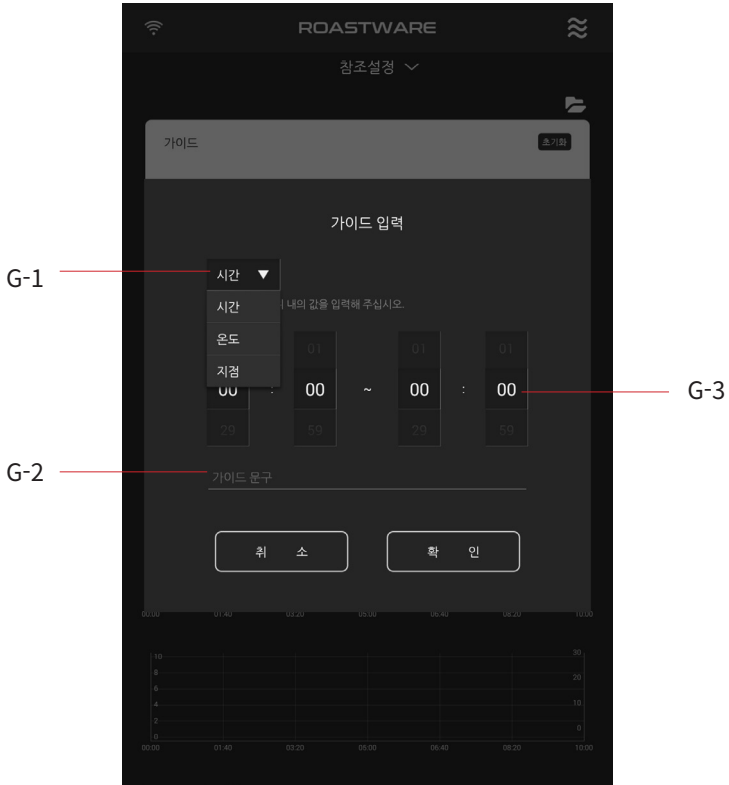 ROASTWARE
참조설정
가이드
초기화
가이드 입력
G-1
시간 ▼
시간
내의 값을 입력해 주십시오.
온도
지점
01 01 01
00 : 00 ~ 00 : 00
G-3
29 59 29 59
G-2
가이드 문구
취 소
확 인
00:00 01:40 03:20 05:00 06:40 08:20 10:00
10 30
8
20
6
4 10
2
0 0
00:00 01:40 03:20 05:00 06:40 08:20 10:00